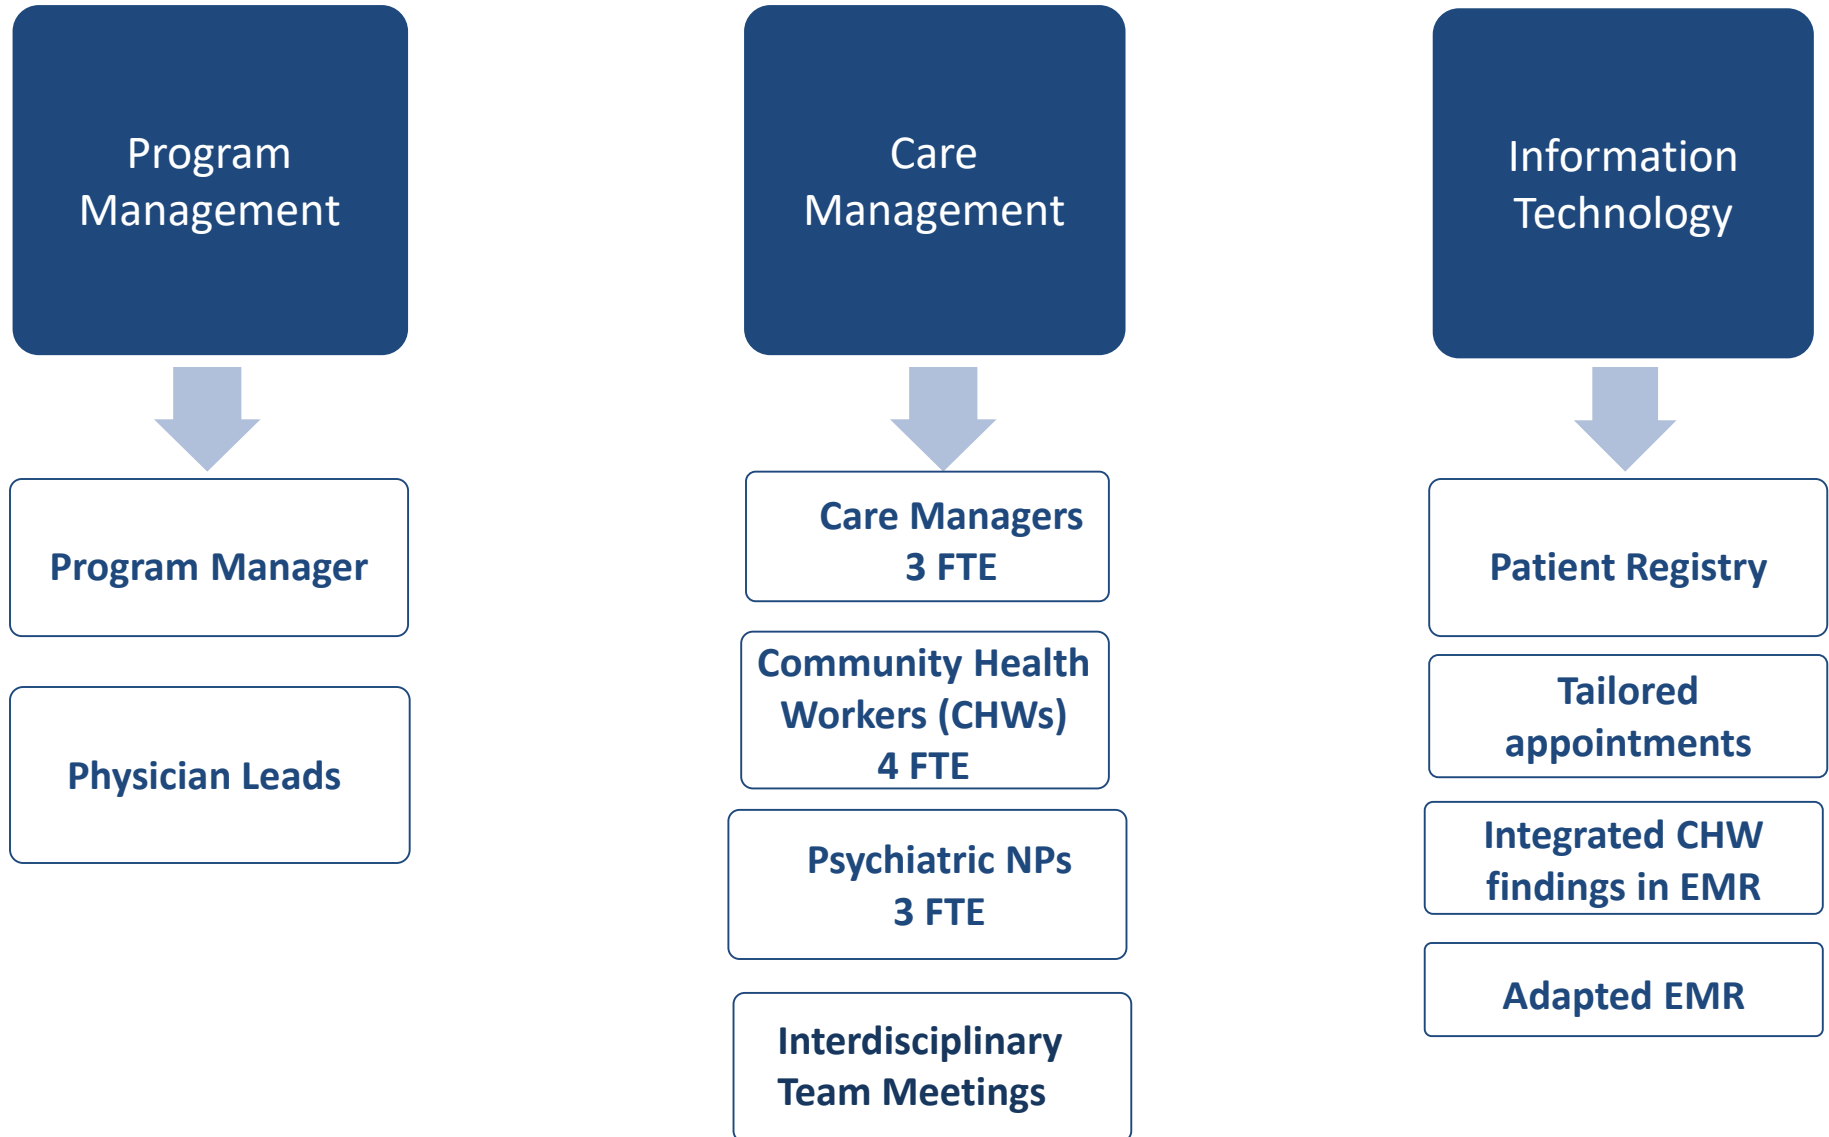 Program
Management
Care
Management
Information
Technology
Program Manager
Physician Leads
Care Managers
3 FTE
Community Health
Workers (CHWs)
4 FTE
Psychiatric NPs
3 FTE
Interdisciplinary
Team Meetings
Patient Registry
Tailored
appointments
Integrated CHW
findings in EMR
Adapted EMR